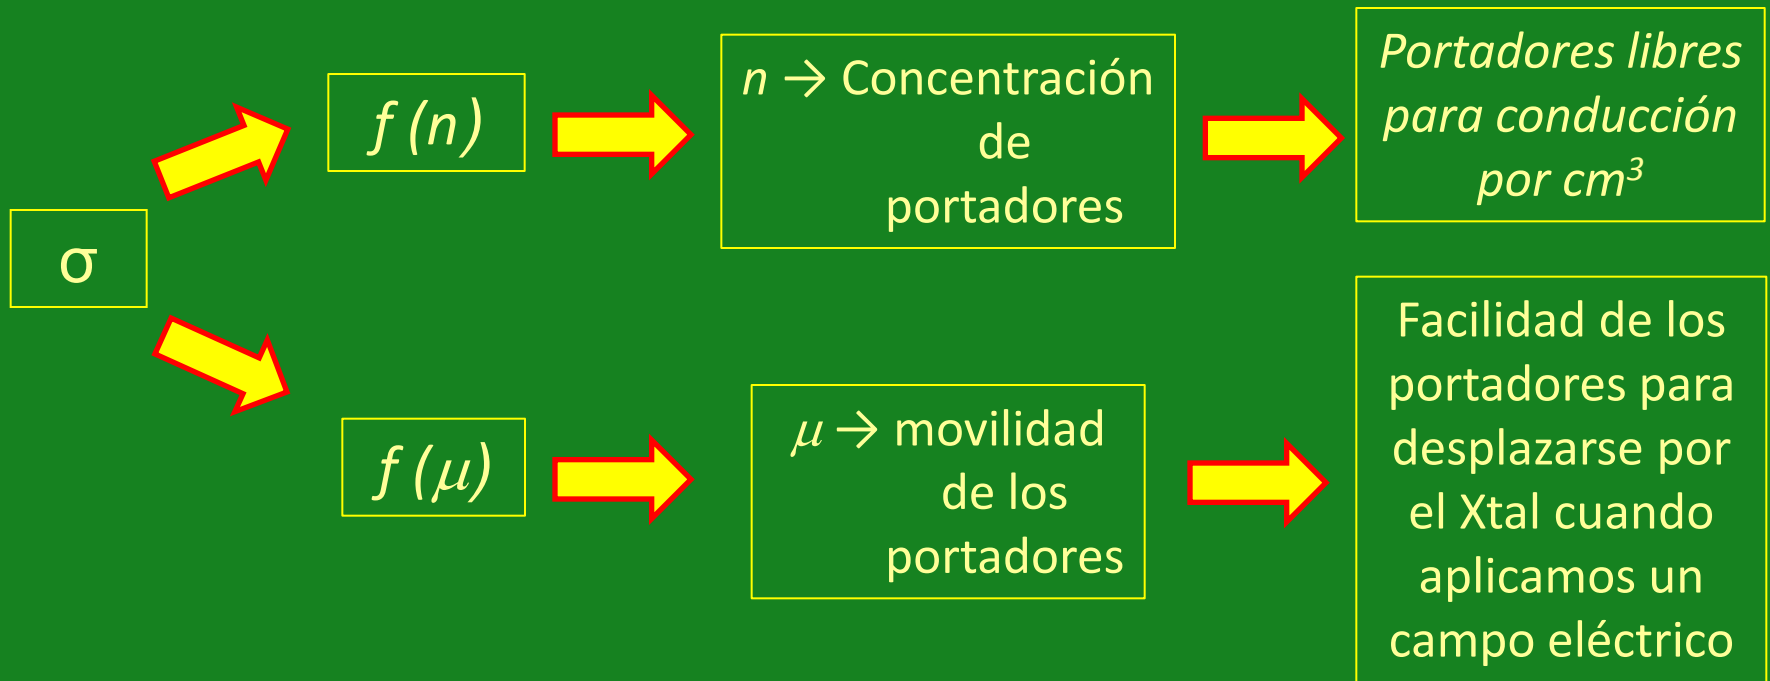 σ
f (n)
n → Concentración
de
portadores
Portadores libres
para conducción
por cm³
f (μ)
μ → movilidad
de los
portadores
Facilidad de los
portadores para
desplazarse por
el Xtal cuando
aplicamos un
campo eléctrico